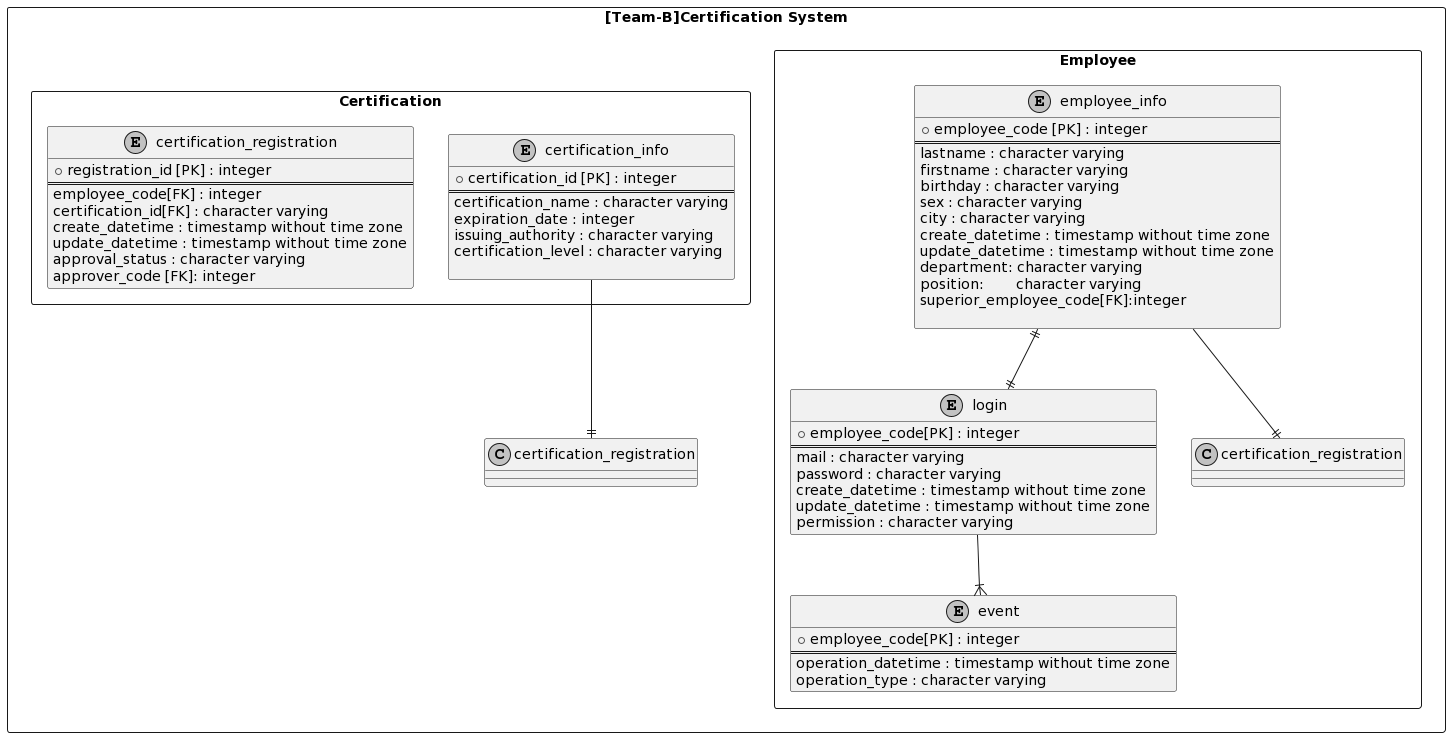 [Team-B]Certification System
Certification
E certification_registration
registration_id [PK] : integer
employee_code[FK] : integer
certification_id[FK] : character varying
create_datetime : timestamp without time zone
update_datetime : timestamp without time zone
approval_status : character varying
approver_code [FK]: integer
E certification_info
certification_id [PK] : integer
certification_name : character varying
expiration_date : integer
issuing_authority : character varying
certification_level : character varying
C certification_registration
Employee
E employee_info
employee_code [PK] : integer
lastname : character varying
firstname : character varying
birthday : character varying
sex : character varying
city : character varying
create_datetime : timestamp without time zone
update_datetime : timestamp without time zone
department: character varying
position:       character varying
superior_employee_code[FK]:integer
E login
employee_code[PK] : integer
mail : character varying
password : character varying
create_datetime : timestamp without time zone
update_datetime : timestamp without time zone
permission : character varying
C certification_registration
E event
employee_code[PK] : integer
operation_datetime : timestamp without time zone
operation_type : character varying